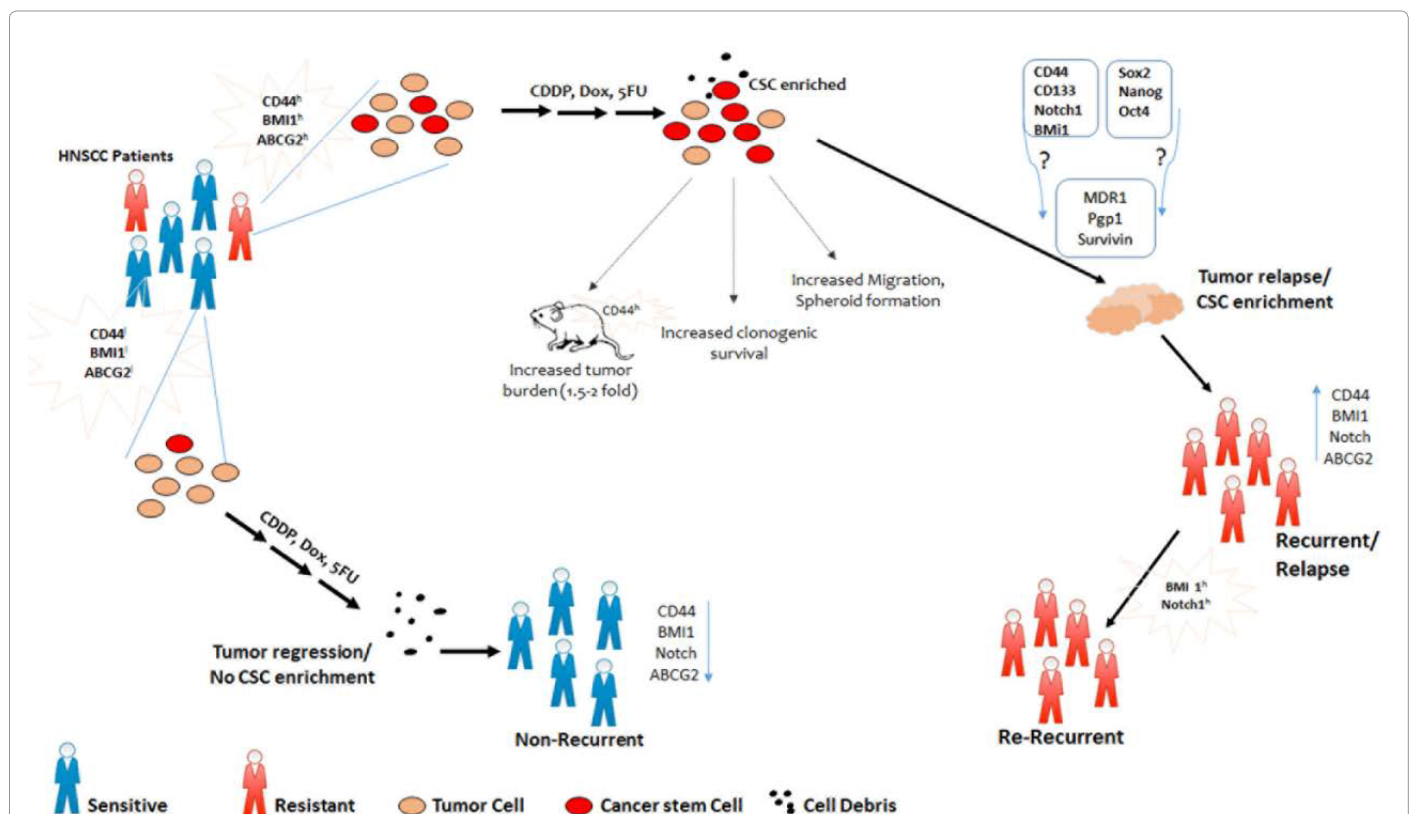 HNSCC Patients
CD44ʰ
BMI1ʰ
ABCG2ʰ
CDDP, Dox, 5FU
CSC enriched
CD44
CD133
Notch1
BMi1
Sox2
Nanog
Oct4
?
?
MDR1
Pgp1
Survivin
Tumor relapse/
CSC enrichment
CD44ʰ
Increased tumor
burden (1.5-2 fold)
Increased clonogenic
survival
Increased Migration,
Spheroid formation
CD44ˡ
BMI1ˡ
ABCG2ˡ
CDDP, Dox, 5FU
Tumor regression/
No CSC enrichment
CD44
BMI1
Notch
ABCG2
Non-Recurrent
CD44
BMI1
Notch
ABCG2
Recurrent/
Relapse
BMI 1ʰ
Notch1ʰ
Re-Recurrent
Sensitive
Resistant
Tumor Cell
Cancer stem Cell
Cell Debris